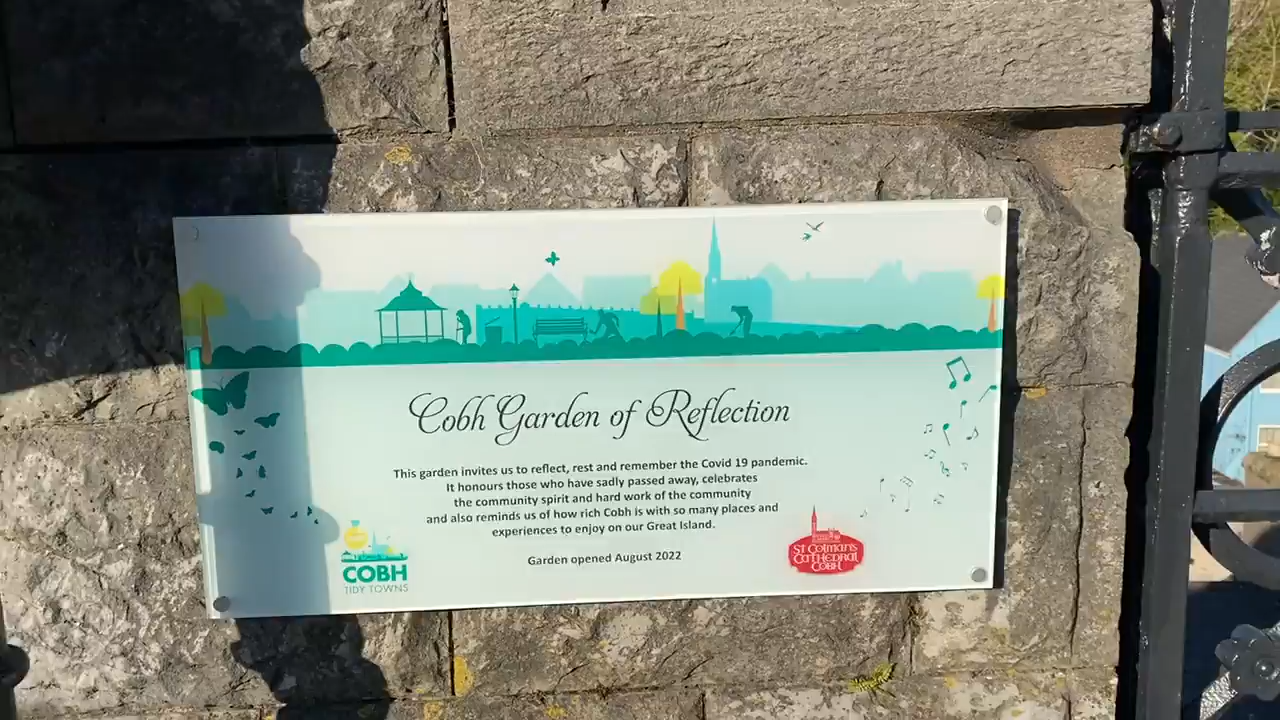 Cobh Garden of Reflection
This garden invites us to reflect, rest and remember the Covid 19 pandemic.
It honours those who have sadly passed away, celebrates
the community spirit and hard work of the community
and also reminds us of how rich Cobh is with so many places and
experiences to enjoy on our Great Island.
Garden opened August 2022
COBH
TIDY TOWNS
ST COLMAN'S
CATHEDRAL
COBH